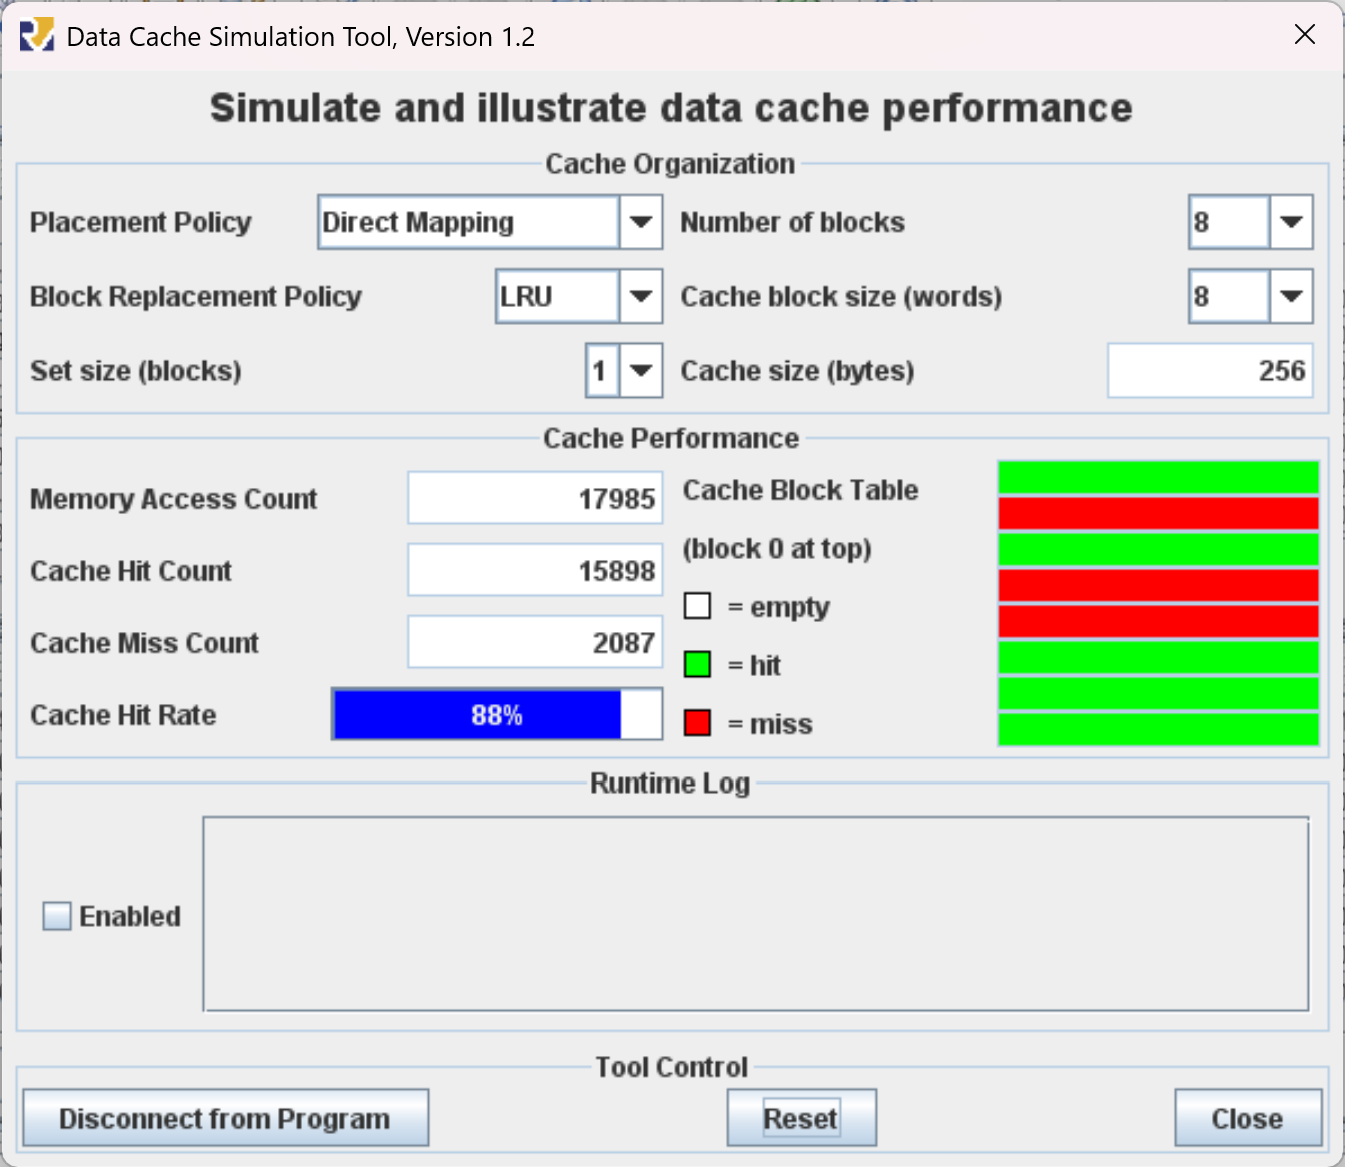 Data Cache Simulation Tool, Version 1.2
Simulate and illustrate data cache performance
Cache Organization
Placement Policy Direct Mapping Number of blocks 8
Block Replacement Policy LRU Cache block size (words) 8
Set size (blocks) 1 Cache size (bytes) 256
Cache Performance
Memory Access Count 17985 Cache Block Table
(block 0 at top)
Cache Hit Count 15898
= empty
Cache Miss Count 2087
= hit
Cache Hit Rate 88%
= miss
Runtime Log
Enabled
Tool Control
Disconnect from Program Reset Close